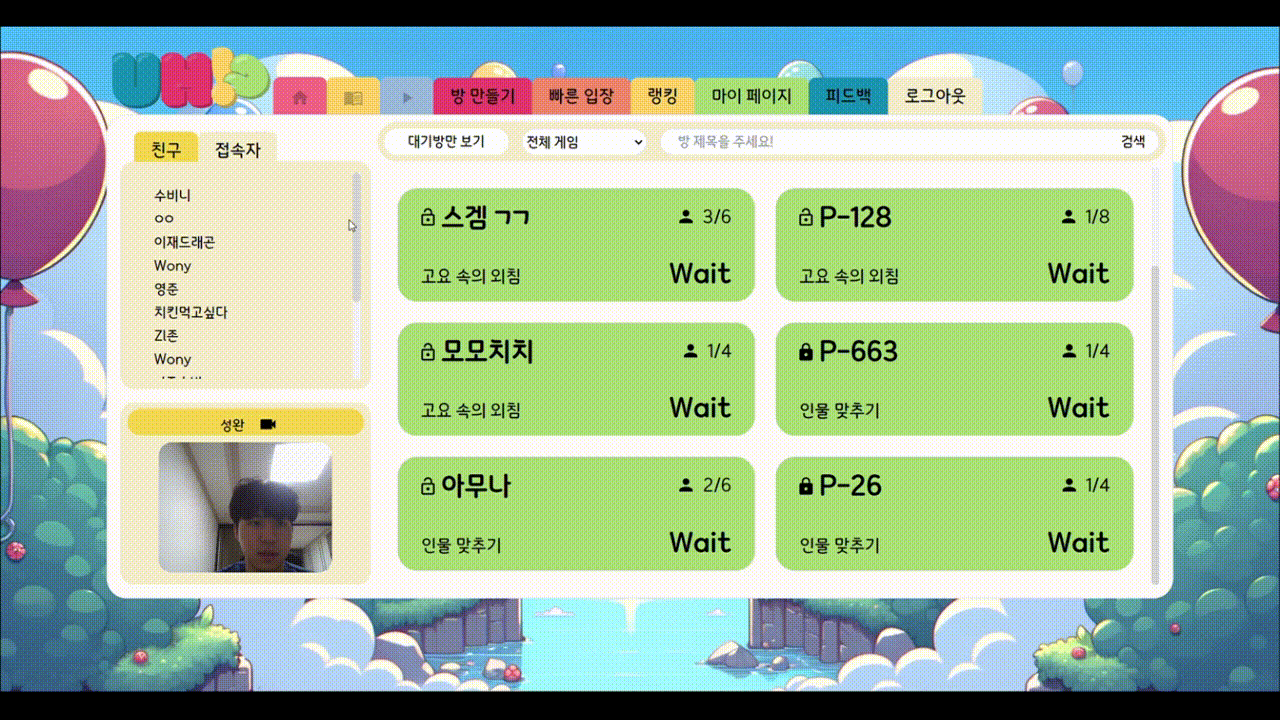 방 만들기 빠른 입장 랭킹 마이 페이지 피드백 로그아웃
친구 접속자
대기방만 보기 전체 게임 방 제목을 주세요! 검색
수비니
ㅇㅇ
이재드래곤
Wony
영준
치킨먹고싶다
ZI존
Wony
성완
스겜 ㄱㄱ 3/6
고요 속의 외침 Wait
P-128 1/8
고요 속의 외침 Wait
모모치치 1/4
고요 속의 외침 Wait
P-663 1/4
인물 맞추기 Wait
아무나 2/6
인물 맞추기 Wait
P-26 1/4
인물 맞추기 Wait